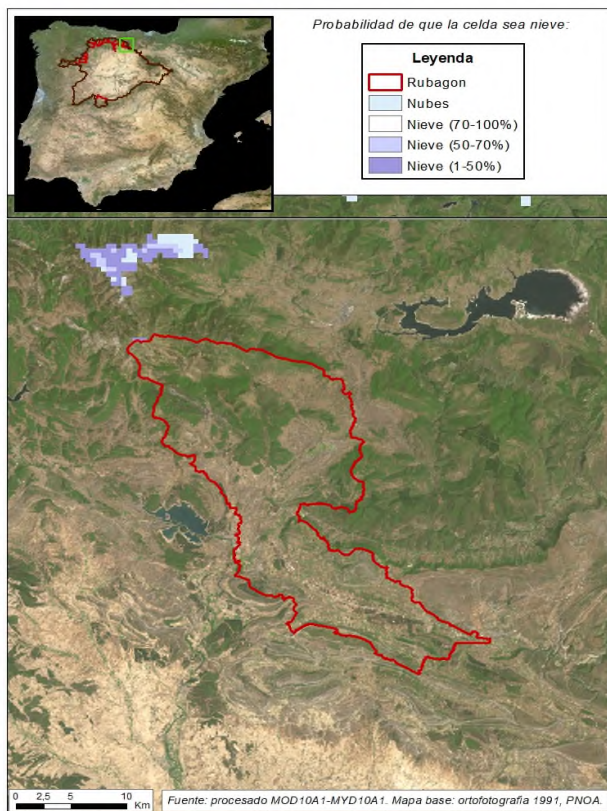 Probabilidad de que la celda sea nieve:
Leyenda
Rubagon
Nubes
Nieve (70-100%)
Nieve (50-70%)
Nieve (1-50%)
0 2,5 5 10
Km
Fuente: procesado MOD10A1-MYD10A1. Mapa base: ortofotografia 1991, PNOA